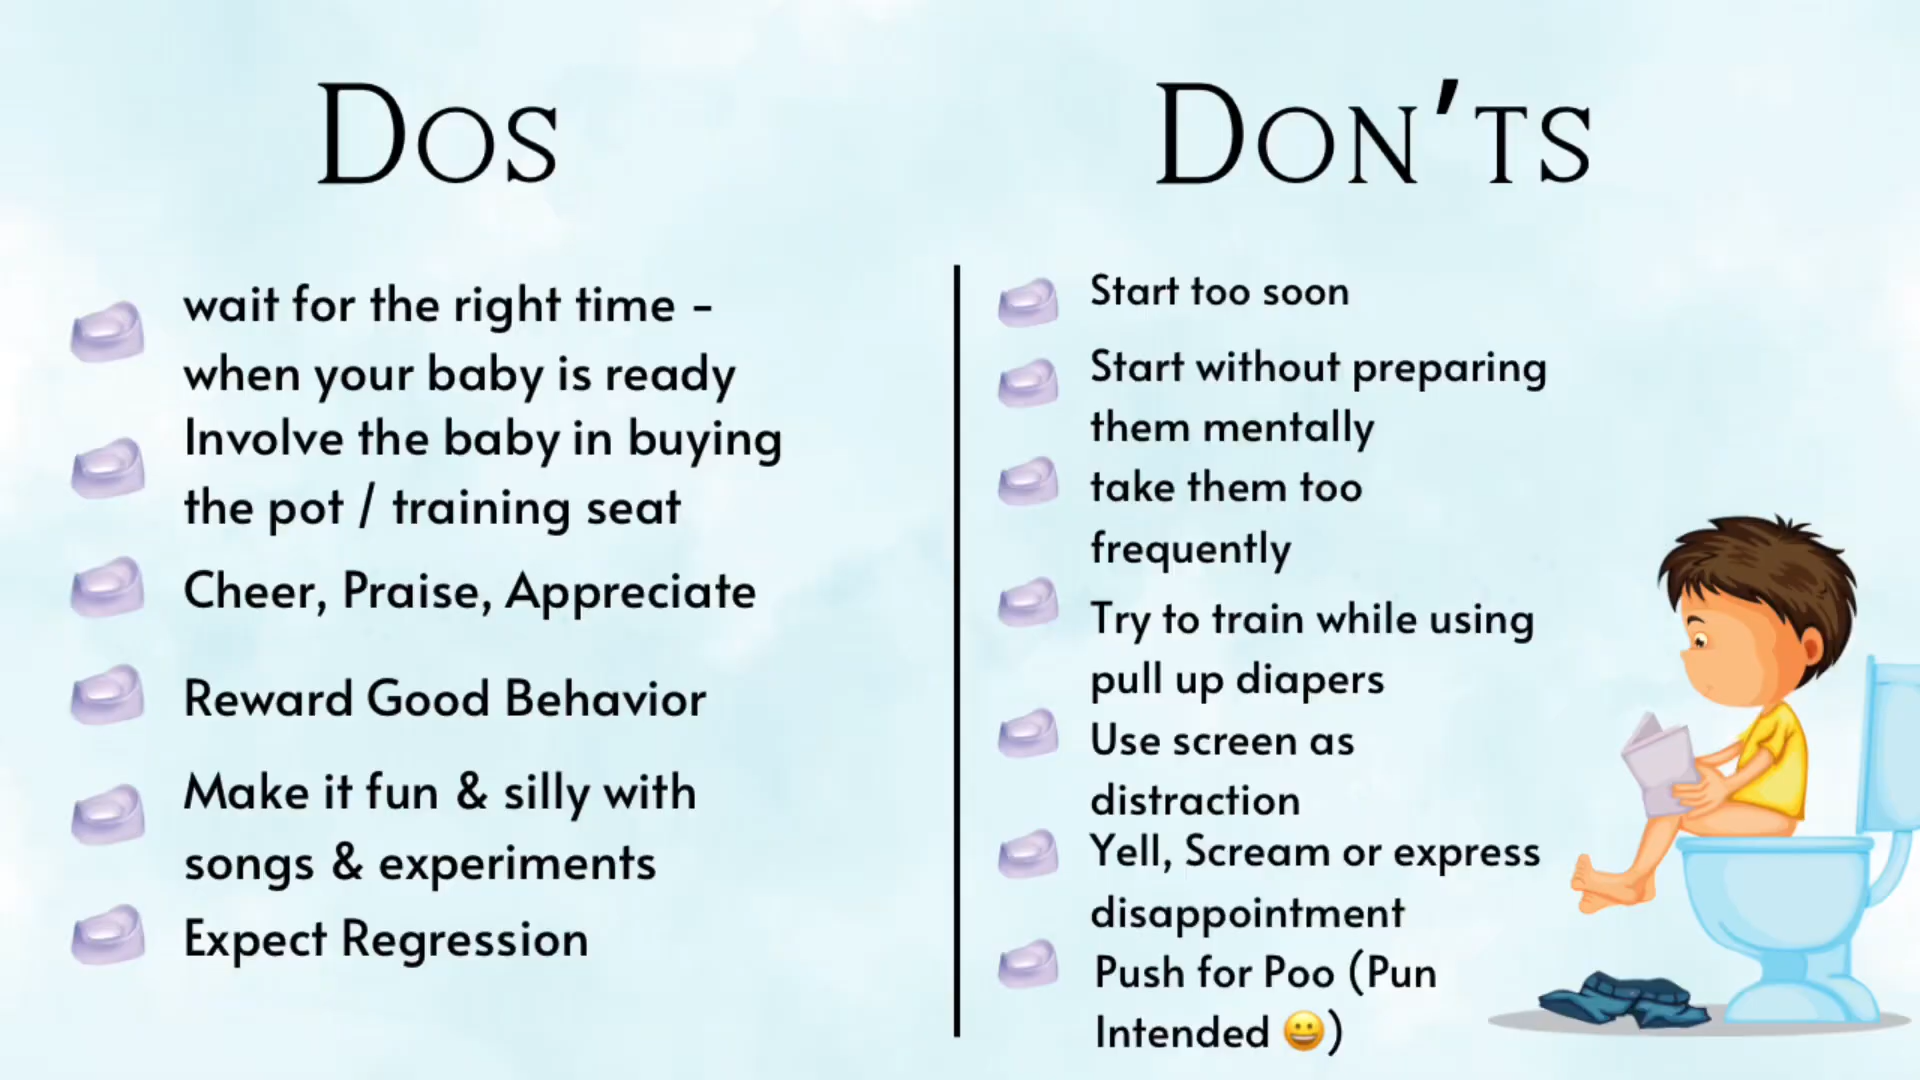 Dos
wait for the right time -
when your baby is ready
Involve the baby in buying
the pot / training seat
Cheer, Praise, Appreciate
Reward Good Behavior
Make it fun & silly with
songs & experiments
Expect Regression
Don'ts
Start too soon
Start without preparing
them mentally
take them too
frequently
Try to train while using
pull up diapers
Use screen as
distraction
Yell, Scream or express
disappointment
Push for Poo (Pun
Intended 😀)